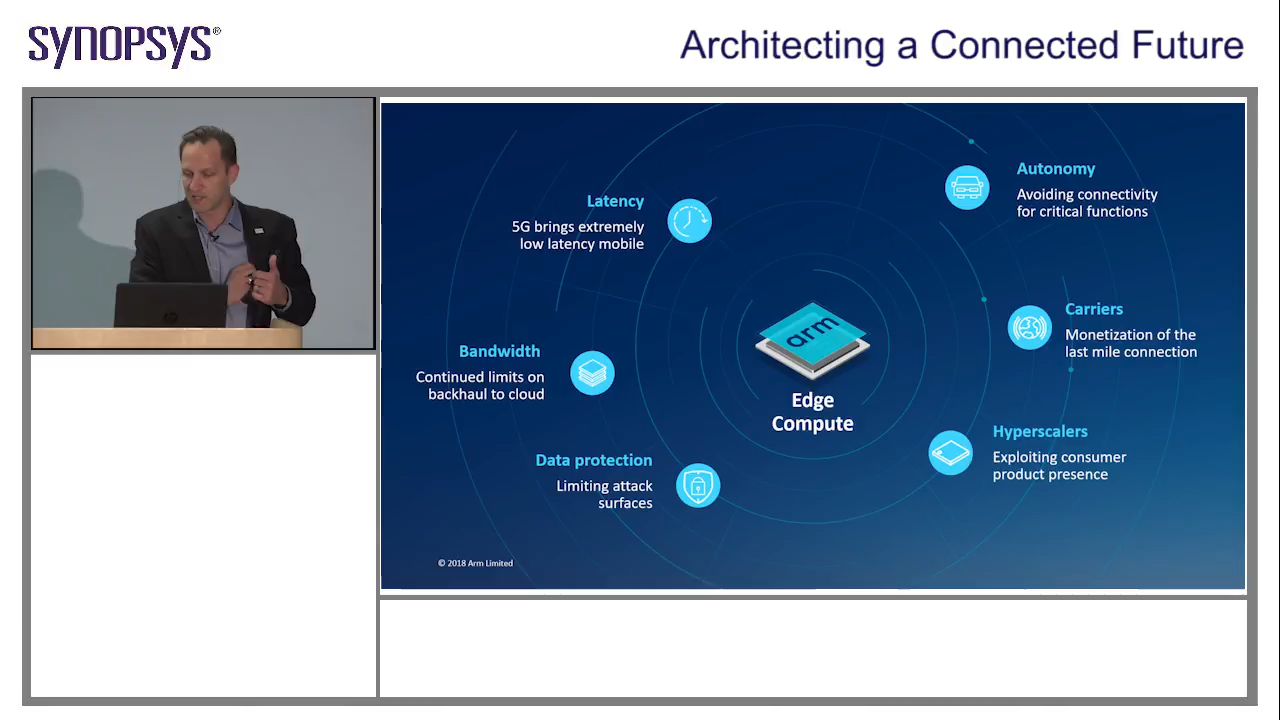 SYNOPSYS®
Architecting a Connected Future
Latency
5G brings extremely
low latency mobile
Bandwidth
Continued limits on
backhaul to cloud
Data protection
Limiting attack
surfaces
arm
Edge
Compute
Autonomy
Avoiding connectivity
for critical functions
Carriers
Monetization of the
last mile connection
Hyperscalers
Exploiting consumer
product presence
© 2018 Arm Limited